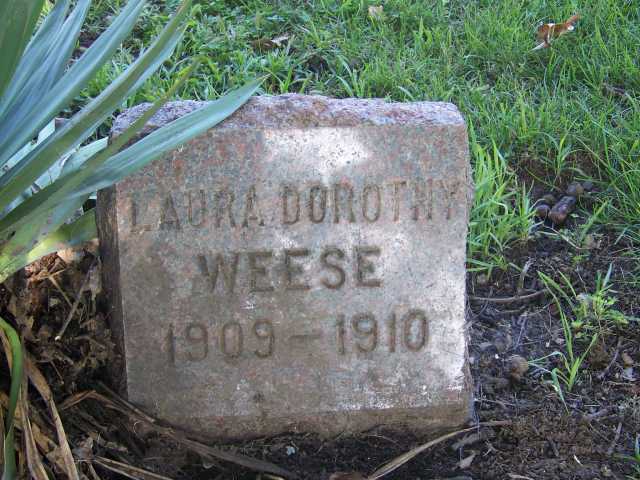 LAURA DOROTHY
WEESE
1909 - 1910